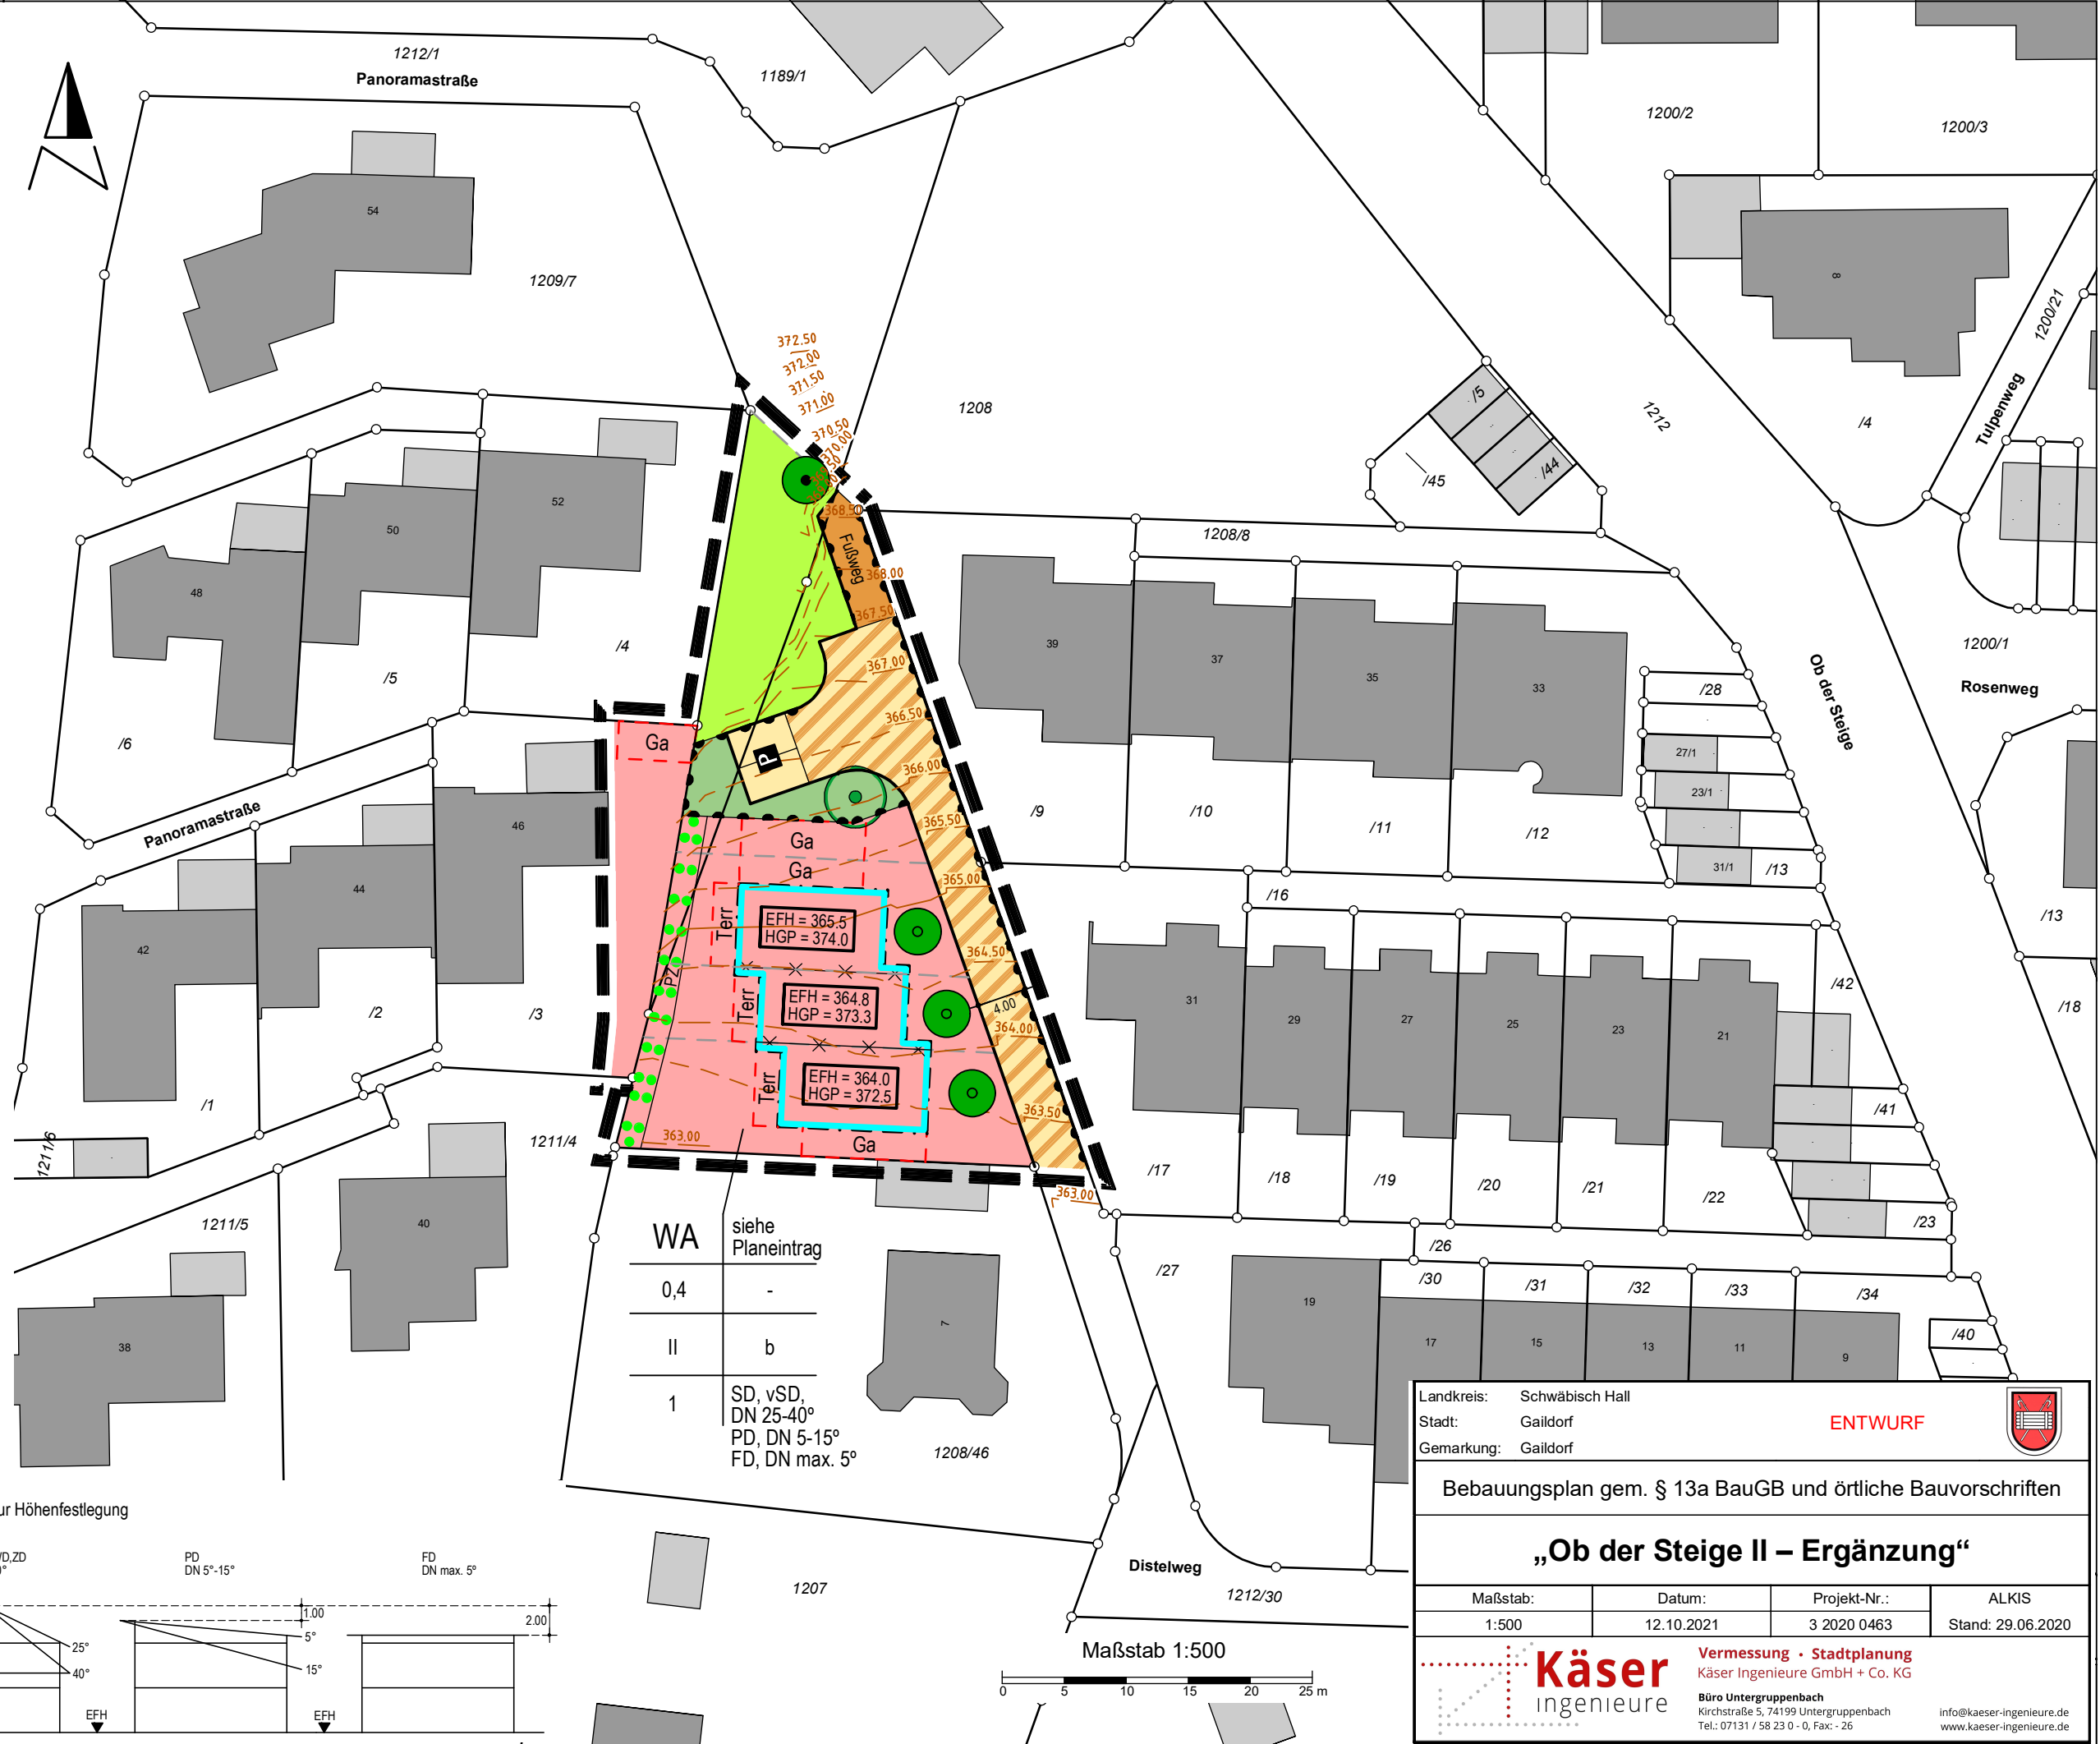 1212/1
Panoramastraße
1189/1
1200/2
1200/3
54
8
1209/7
1200/21
Tulpenweg
372.50
372.00
371.50
371.00
370.50
370.00
1208
1212
/5
/44
/45
/4
52
50
48
368.50
Fußweg
368.00
367.50
1208/8
/4
/5
/6
39
37
35
33
Ob der Steige
1200/1
Rosenweg
367.00
366.50
366.00
365.50
365.00
364.50
4.00
364.00
363.50
363.00
363.00
/28
27/1
23/1
31/1
/13
/9
/10
/11
/12
/16
/13
/18
/42
Ga
P
Ga
Ga
Panoramastraße
46
44
42
/3
/2
/1
Terr
EFH = 365.5
HGP = 374.0
PZ
Terr
EFH = 364.8
HGP = 373.3
Terr
EFH = 364.0
HGP = 372.5
Ga
31
29
27
25
23
21
/41
/17
/18
/19
/20
/21
/22
/23
1211/6
1211/4
1211/5
40
38
WA
siehe
Planeintrag
0,4
-
II
b
1
SD, vSD,
DN 25-40°
PD, DN 5-15°
FD, DN max. 5°
7
1208/46
/27
/26
/30
/31
/32
/33
/34
/40
19
17
15
13
11
9
ur Höhenfestlegung
D,ZD
PD
DN 5°-15°
FD
DN max. 5°
1.00
2.00
25°
40°
5°
15°
EFH
EFH
1207
Distelweg
1212/30
Maßstab 1:500
0 5 10 15 20 25 m
Landkreis: Schwäbisch Hall
Stadt: Gaildorf
Gemarkung: Gaildorf
ENTWURF
Bebauungsplan gem. § 13a BauGB und örtliche Bauvorschriften
„Ob der Steige II – Ergänzung“
Maßstab: Datum: Projekt-Nr.: ALKIS
1:500 12.10.2021 3 2020 0463 Stand: 29.06.2020
Käser
ingenieure
Vermessung • Stadtplanung
Käser Ingenieure GmbH + Co. KG
Büro Untergruppenbach
Kirchstraße 5, 74199 Untergruppenbach
Tel.: 07131 / 58 23 0 - 0, Fax: - 26
info@kaeser-ingenieure.de
www.kaeser-ingenieure.de